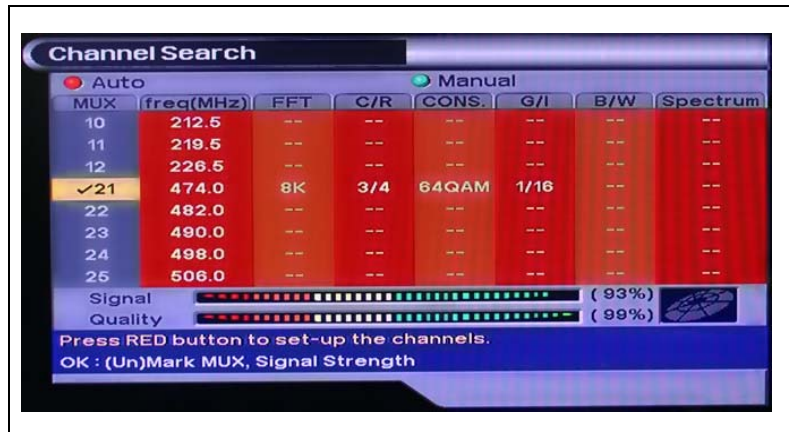 Channel Search
Auto Manual
MUX freq(MHz) FFT C/R CONS. G/I B/W Spectrum
10 212.5 -- -- -- -- -- --
11 219.5 -- -- -- -- -- --
12 226.5 -- -- -- -- -- --
✓21 474.0 8K 3/4 64QAM 1/16 -- --
22 482.0 -- -- -- -- -- --
23 490.0 -- -- -- -- -- --
24 498.0 -- -- -- -- -- --
25 506.0 -- -- -- -- -- --
Signal (93%)
Quality (99%)
Press RED button to set-up the channels.
OK : (Un)Mark MUX, Signal Strength